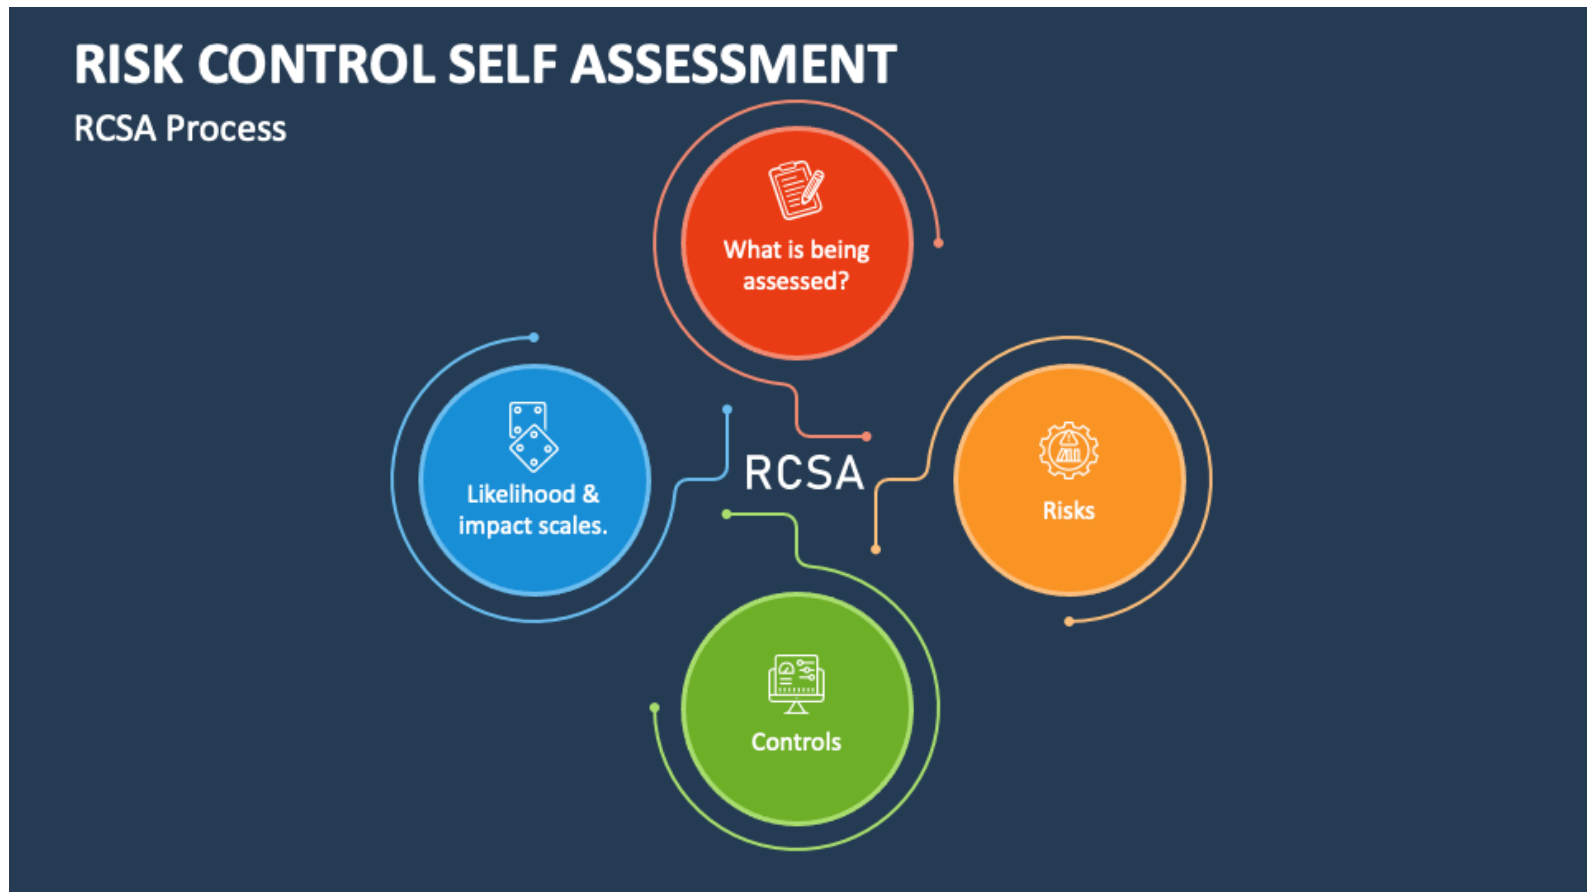 RISK CONTROL SELF ASSESSMENT
RCSA Process
What is being
assessed?
Likelihood &
impact scales.
RCSA
Risks
Controls